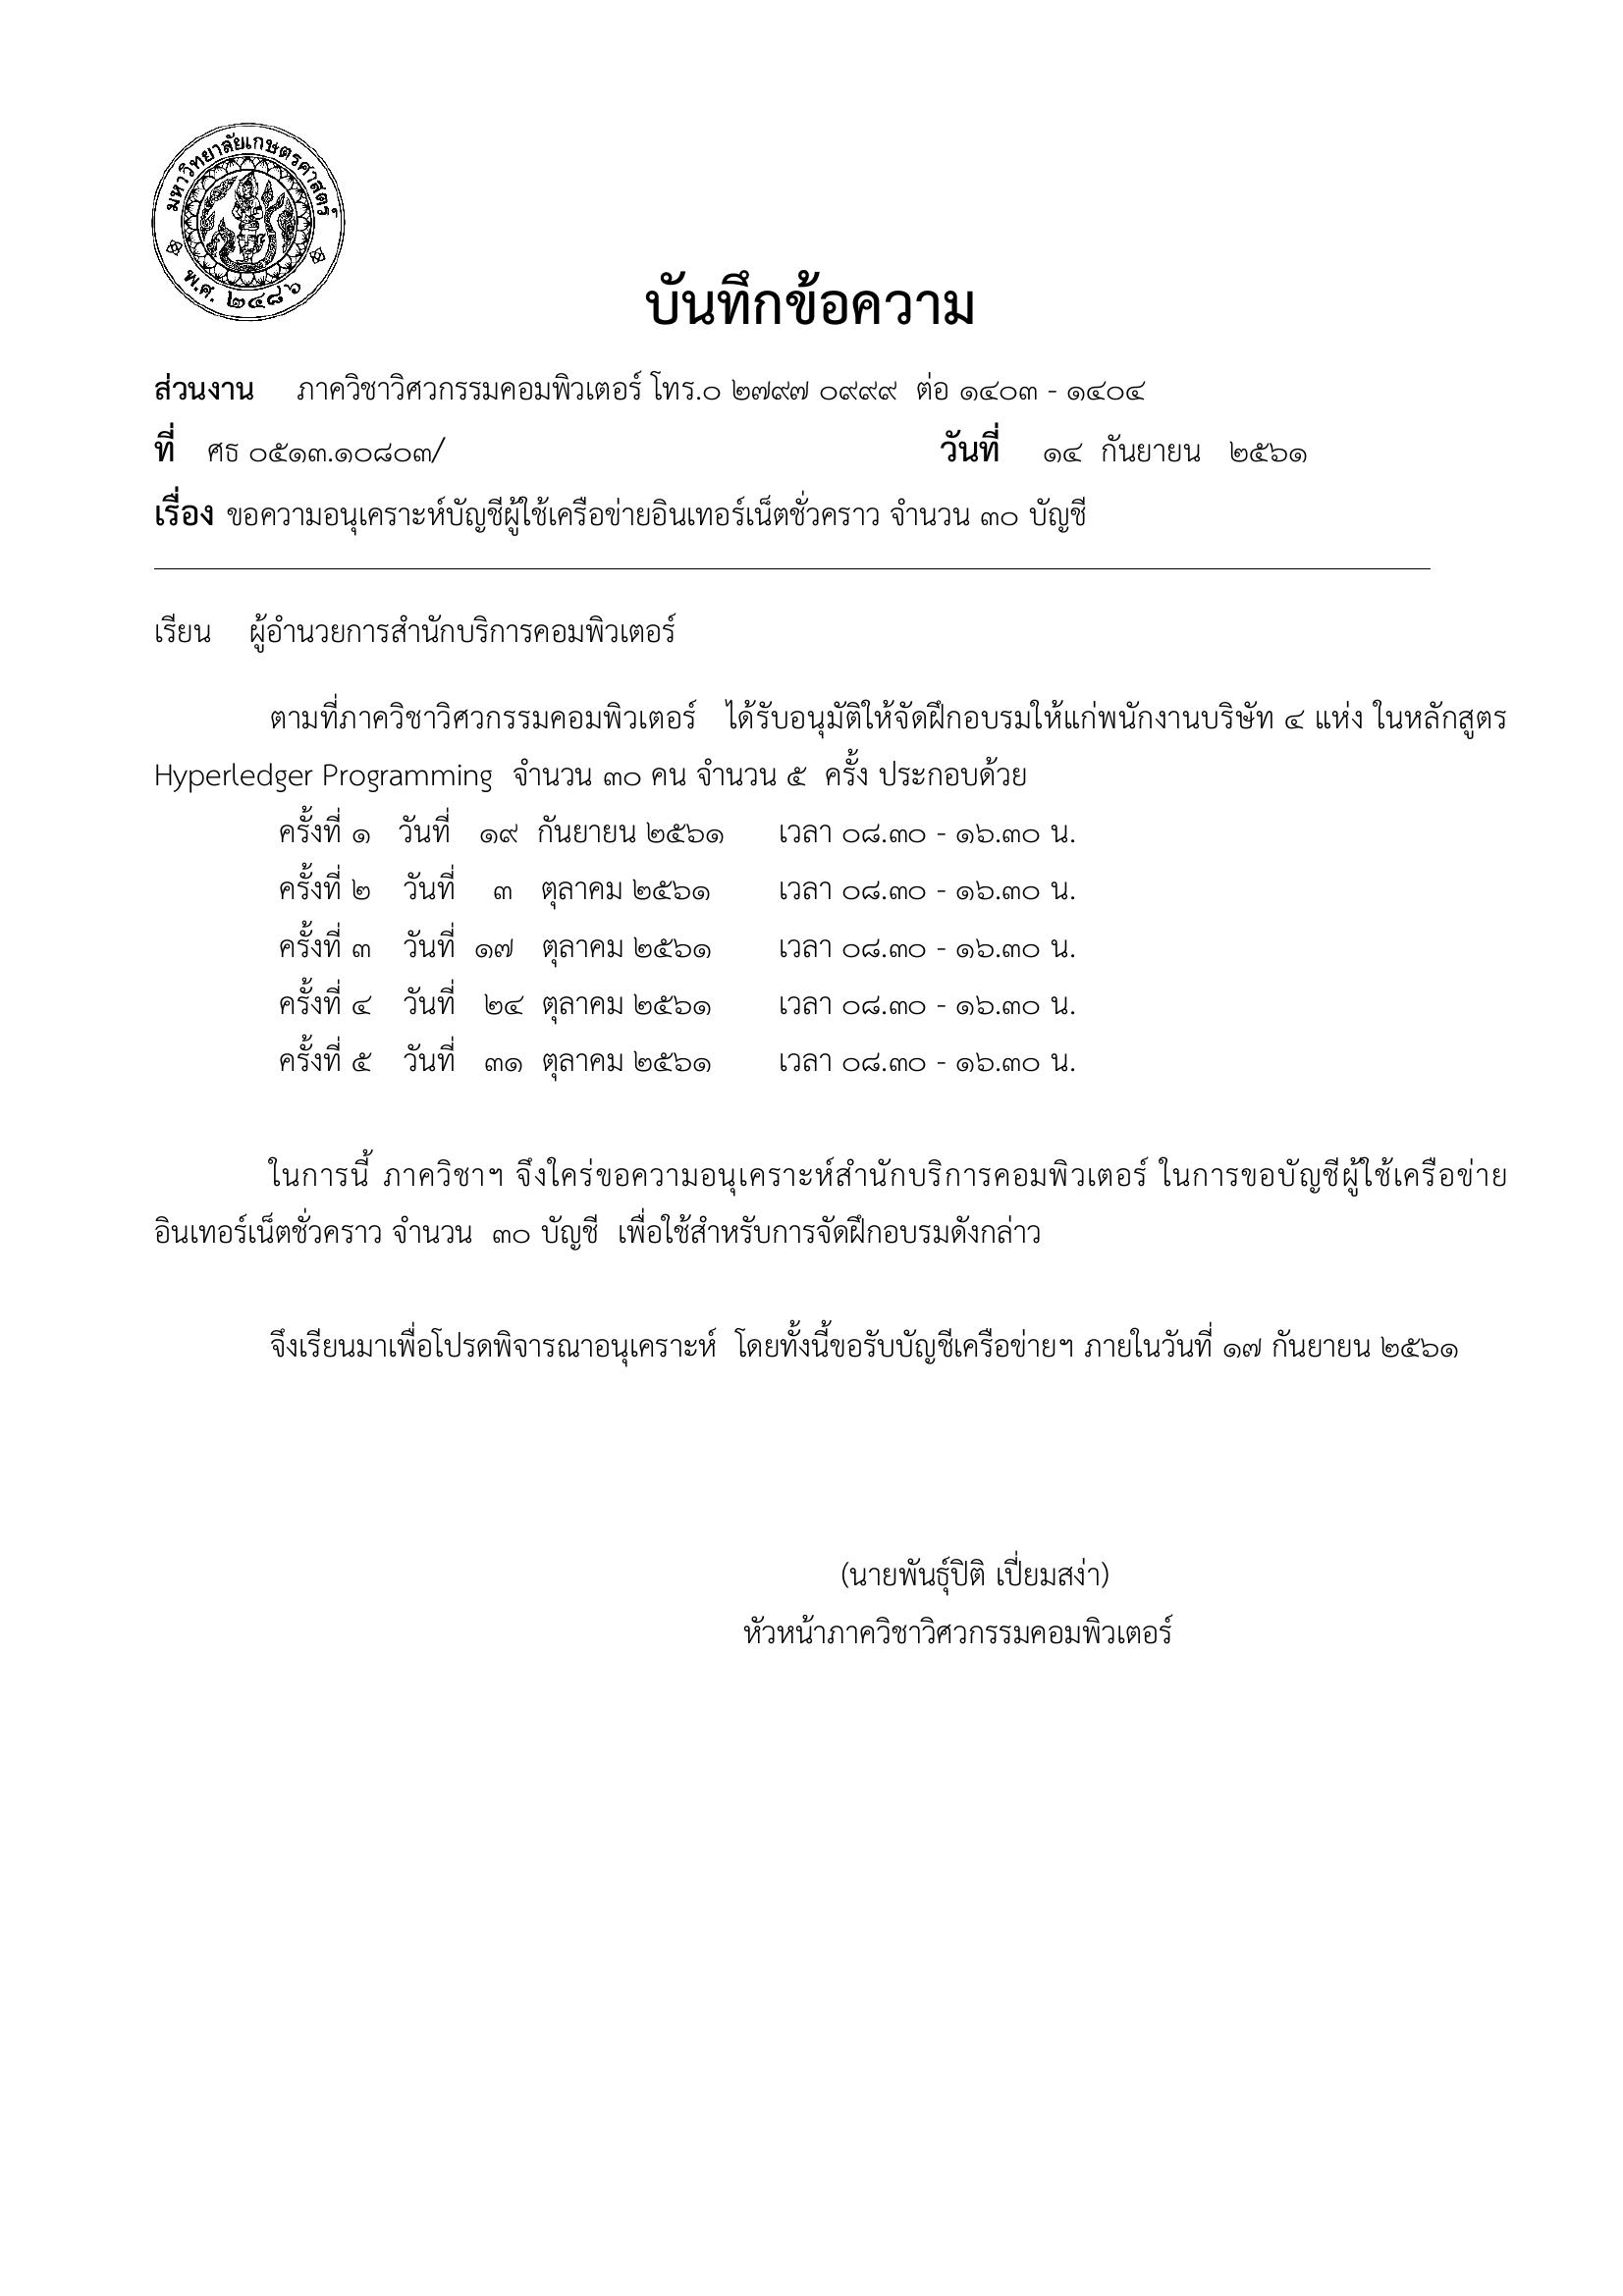 มหาวิทยาลัยเกษตรศาสตร์
พ.ศ. ๒๔๘๖
บันทึกข้อความ
ส่วนงาน ภาควิชาวิศวกรรมคอมพิวเตอร์ โทร.๐ ๒๗๙๗ ๐๙๙๙ ต่อ ๑๔๐๓ - ๑๔๐๔
ที่ ศธ ๐๕๑๓.๑๐๘๐๓/ วันที่ ๑๔ กันยายน ๒๕๖๑
เรื่อง ขอความอนุเคราะห์บัญชีผู้ใช้เครือข่ายอินเทอร์เน็ตชั่วคราว จำนวน ๓๐ บัญชี
เรียน ผู้อำนวยการสำนักบริการคอมพิวเตอร์
ตามที่ภาควิชาวิศวกรรมคอมพิวเตอร์ ได้รับอนุมัติให้จัดฝึกอบรมให้แก่พนักงานบริษัท ๔ แห่ง ในหลักสูตร
Hyperledger Programming จำนวน ๓๐ คน จำนวน ๕ ครั้ง ประกอบด้วย
ครั้งที่ ๑ วันที่ ๑๙ กันยายน ๒๕๖๑ เวลา ๐๘.๓๐ - ๑๖.๓๐ น.
ครั้งที่ ๒ วันที่ ๓ ตุลาคม ๒๕๖๑ เวลา ๐๘.๓๐ - ๑๖.๓๐ น.
ครั้งที่ ๓ วันที่ ๑๗ ตุลาคม ๒๕๖๑ เวลา ๐๘.๓๐ - ๑๖.๓๐ น.
ครั้งที่ ๔ วันที่ ๒๔ ตุลาคม ๒๕๖๑ เวลา ๐๘.๓๐ - ๑๖.๓๐ น.
ครั้งที่ ๕ วันที่ ๓๑ ตุลาคม ๒๕๖๑ เวลา ๐๘.๓๐ - ๑๖.๓๐ น.
ในการนี้ ภาควิชาฯ จึงใคร่ขอความอนุเคราะห์สำนักบริการคอมพิวเตอร์ ในการขอบัญชีผู้ใช้เครือข่าย
อินเทอร์เน็ตชั่วคราว จำนวน ๓๐ บัญชี เพื่อใช้สำหรับการจัดฝึกอบรมดังกล่าว
จึงเรียนมาเพื่อโปรดพิจารณาอนุเคราะห์ โดยทั้งนี้ขอรับบัญชีเครือข่ายฯ ภายในวันที่ ๑๗ กันยายน ๒๕๖๑
(นายพันธุ์ปิติ เปี่ยมสง่า)
หัวหน้าภาควิชาวิศวกรรมคอมพิวเตอร์